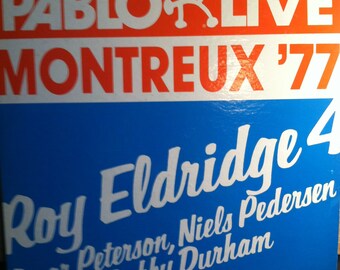 PABLO LIVE
MONTREUX '77
Roy Eldridge 4
Peterson, Niels Pedersen
Durham